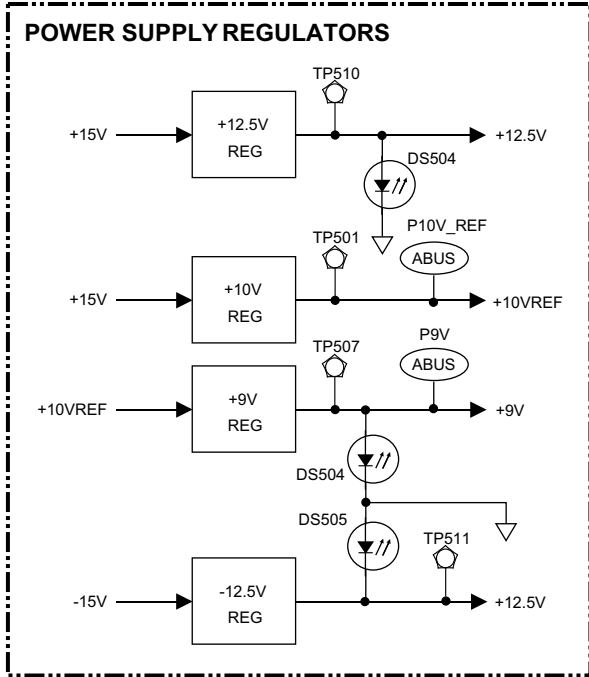 POWER SUPPLY REGULATORS
TP510
+15V
+12.5V
REG
+12.5V
DS504
P10V_REF
TP501
ABUS
+15V
+10V
REG
+10VREF
P9V
TP507
ABUS
+10VREF
+9V
REG
+9V
DS504
DS505
TP511
-15V
-12.5V
REG
+12.5V